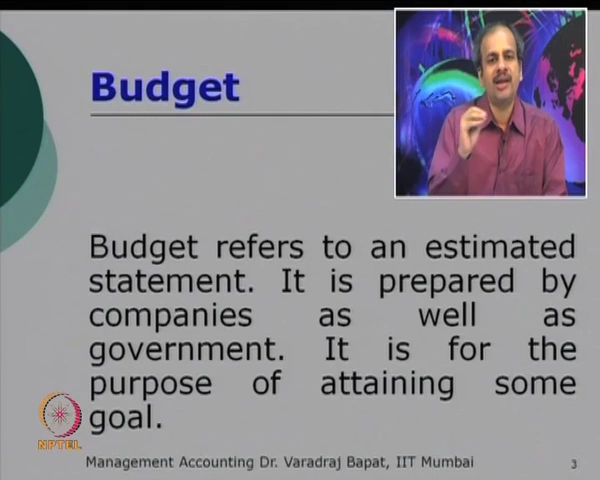 Budget
Budget refers to an estimated
statement. It is prepared by
companies as well as
government. It is for the
purpose of attaining some
goal.
NPTEL
Management Accounting Dr. Varadraj Bapat, IIT Mumbai
3